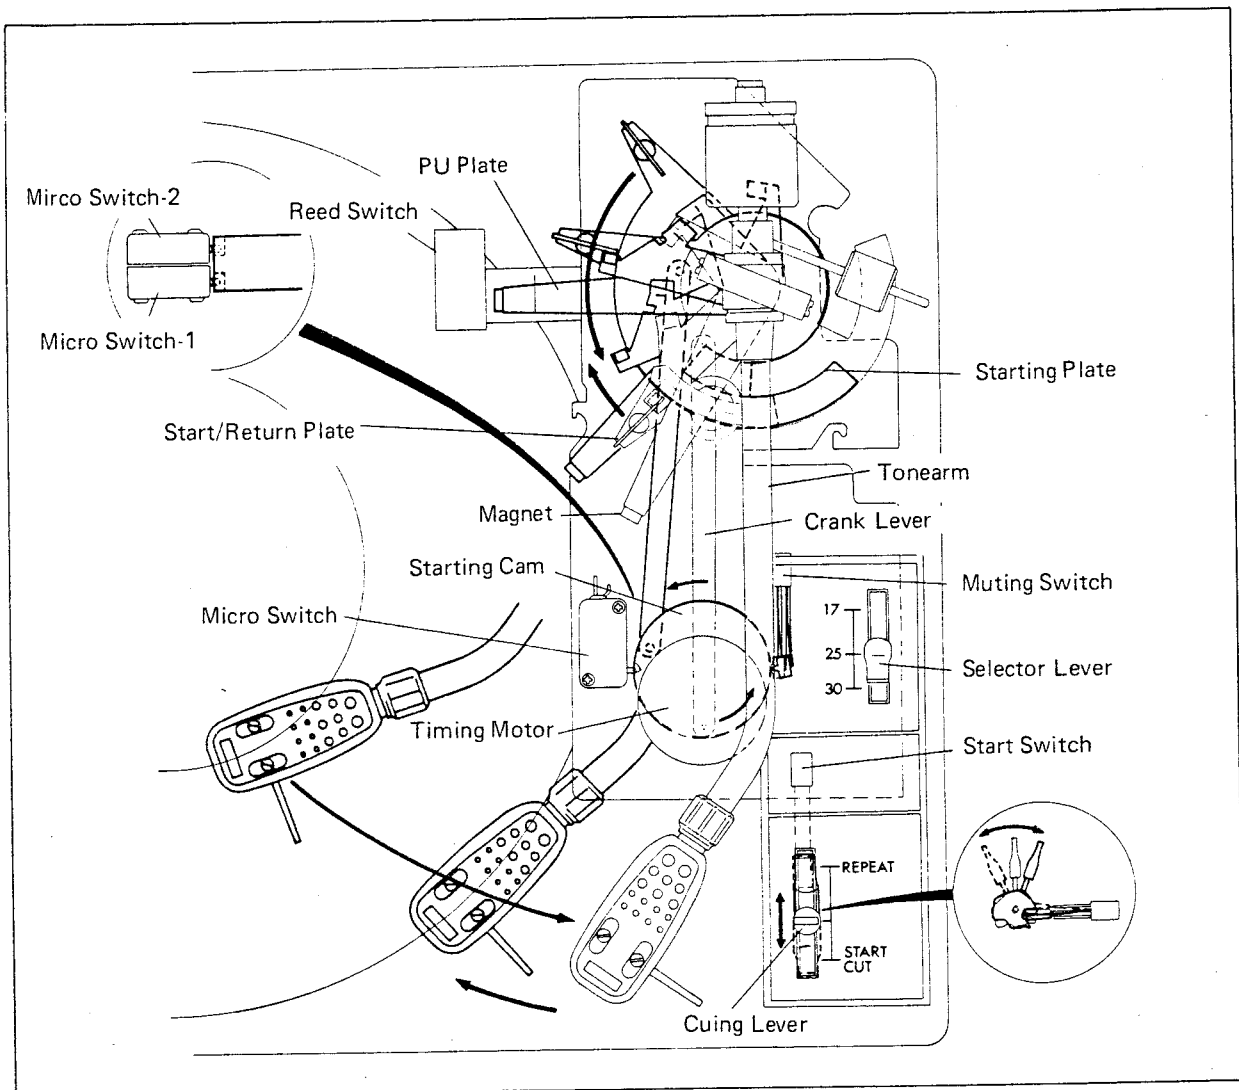 PU Plate
Mirco Switch-2
Reed Switch
Micro Switch-1
Starting Plate
Start/Return Plate
Tonearm
Magnet
Crank Lever
Starting Cam
Muting Switch
Micro Switch
17
25
30
Selector Lever
Timing Motor
Start Switch
REPEAT
START
CUT
Cuing Lever